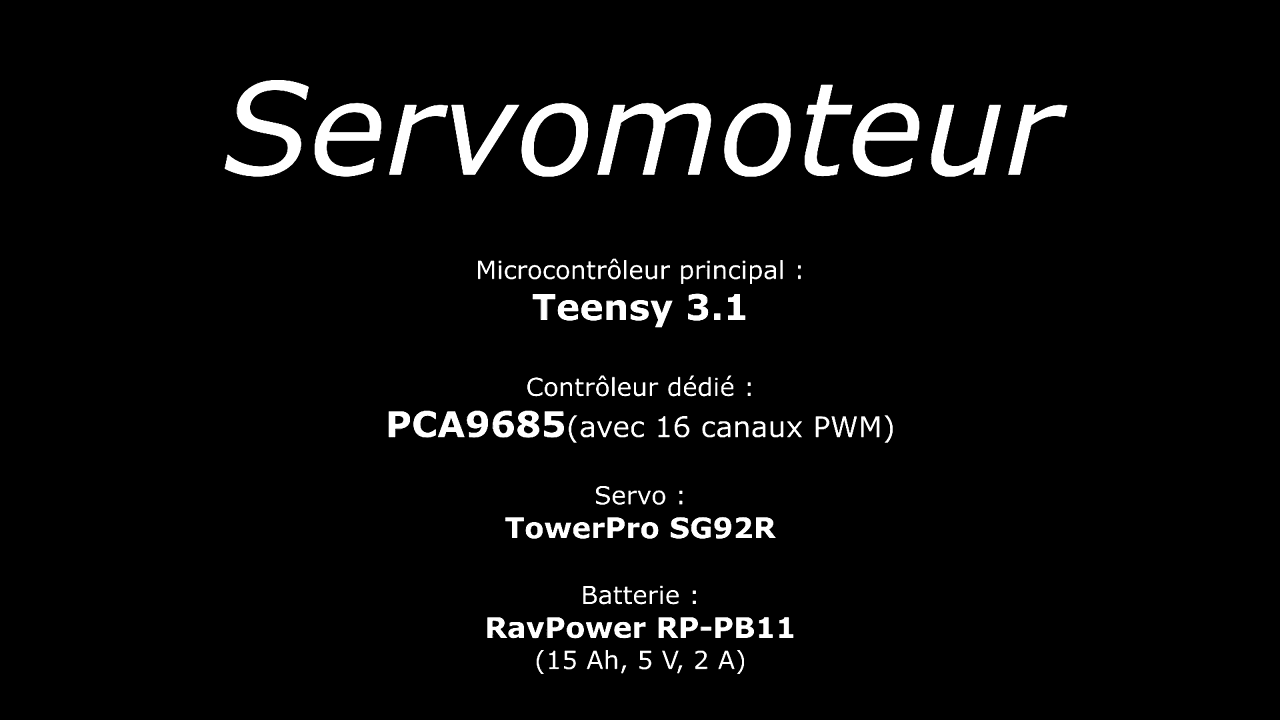 Servomoteur
Microcontrôleur principal :
Teensy 3.1
Contrôleur dédié :
PCA9685(avec 16 canaux PWM)
Servo :
TowerPro SG92R
Batterie :
RavPower RP-PB11
(15 Ah, 5 V, 2 A)